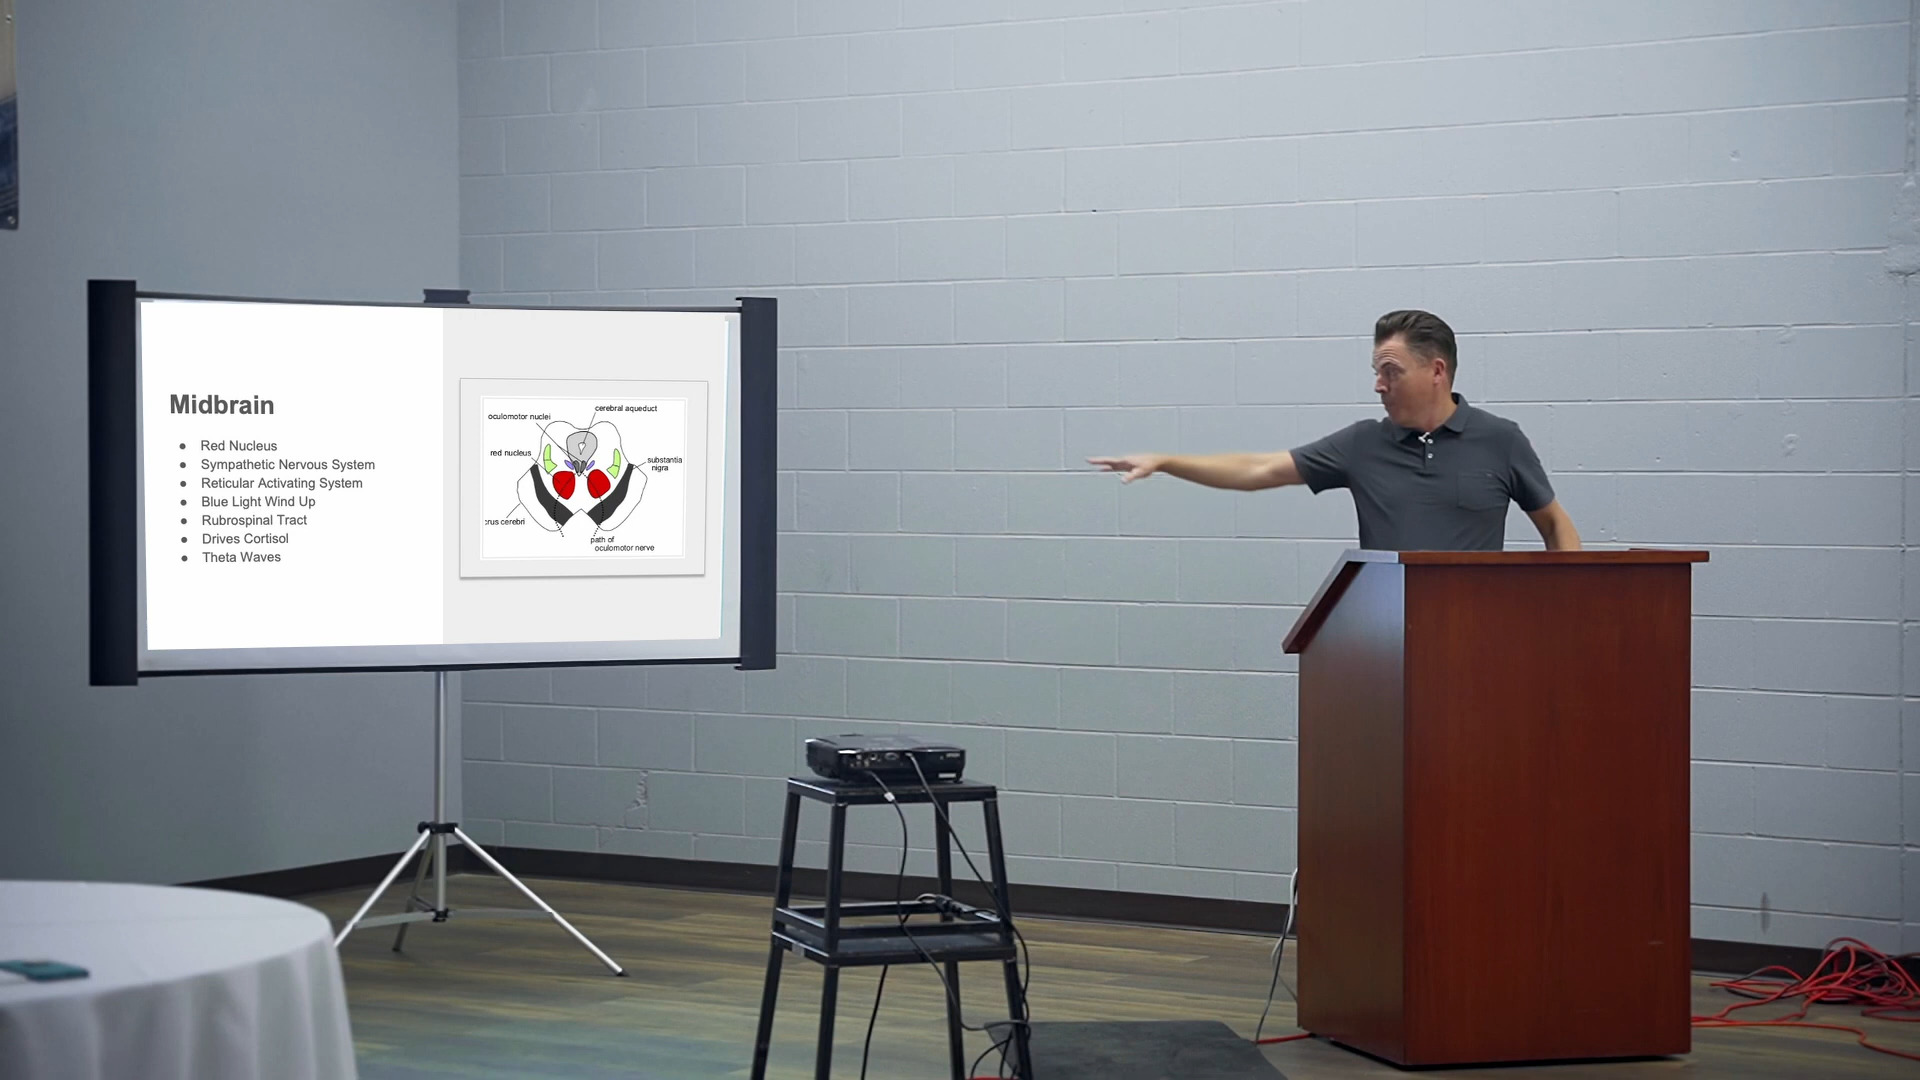 Midbrain
● Red Nucleus
● Sympathetic Nervous System
● Reticular Activating System
● Blue Light Wind Up
● Rubrospinal Tract
● Drives Cortisol
● Theta Waves
cerebral aqueduct
oculomotor nuclei
red nucleus
substantia
nigra
crus cerebri
path of
oculomotor nerve